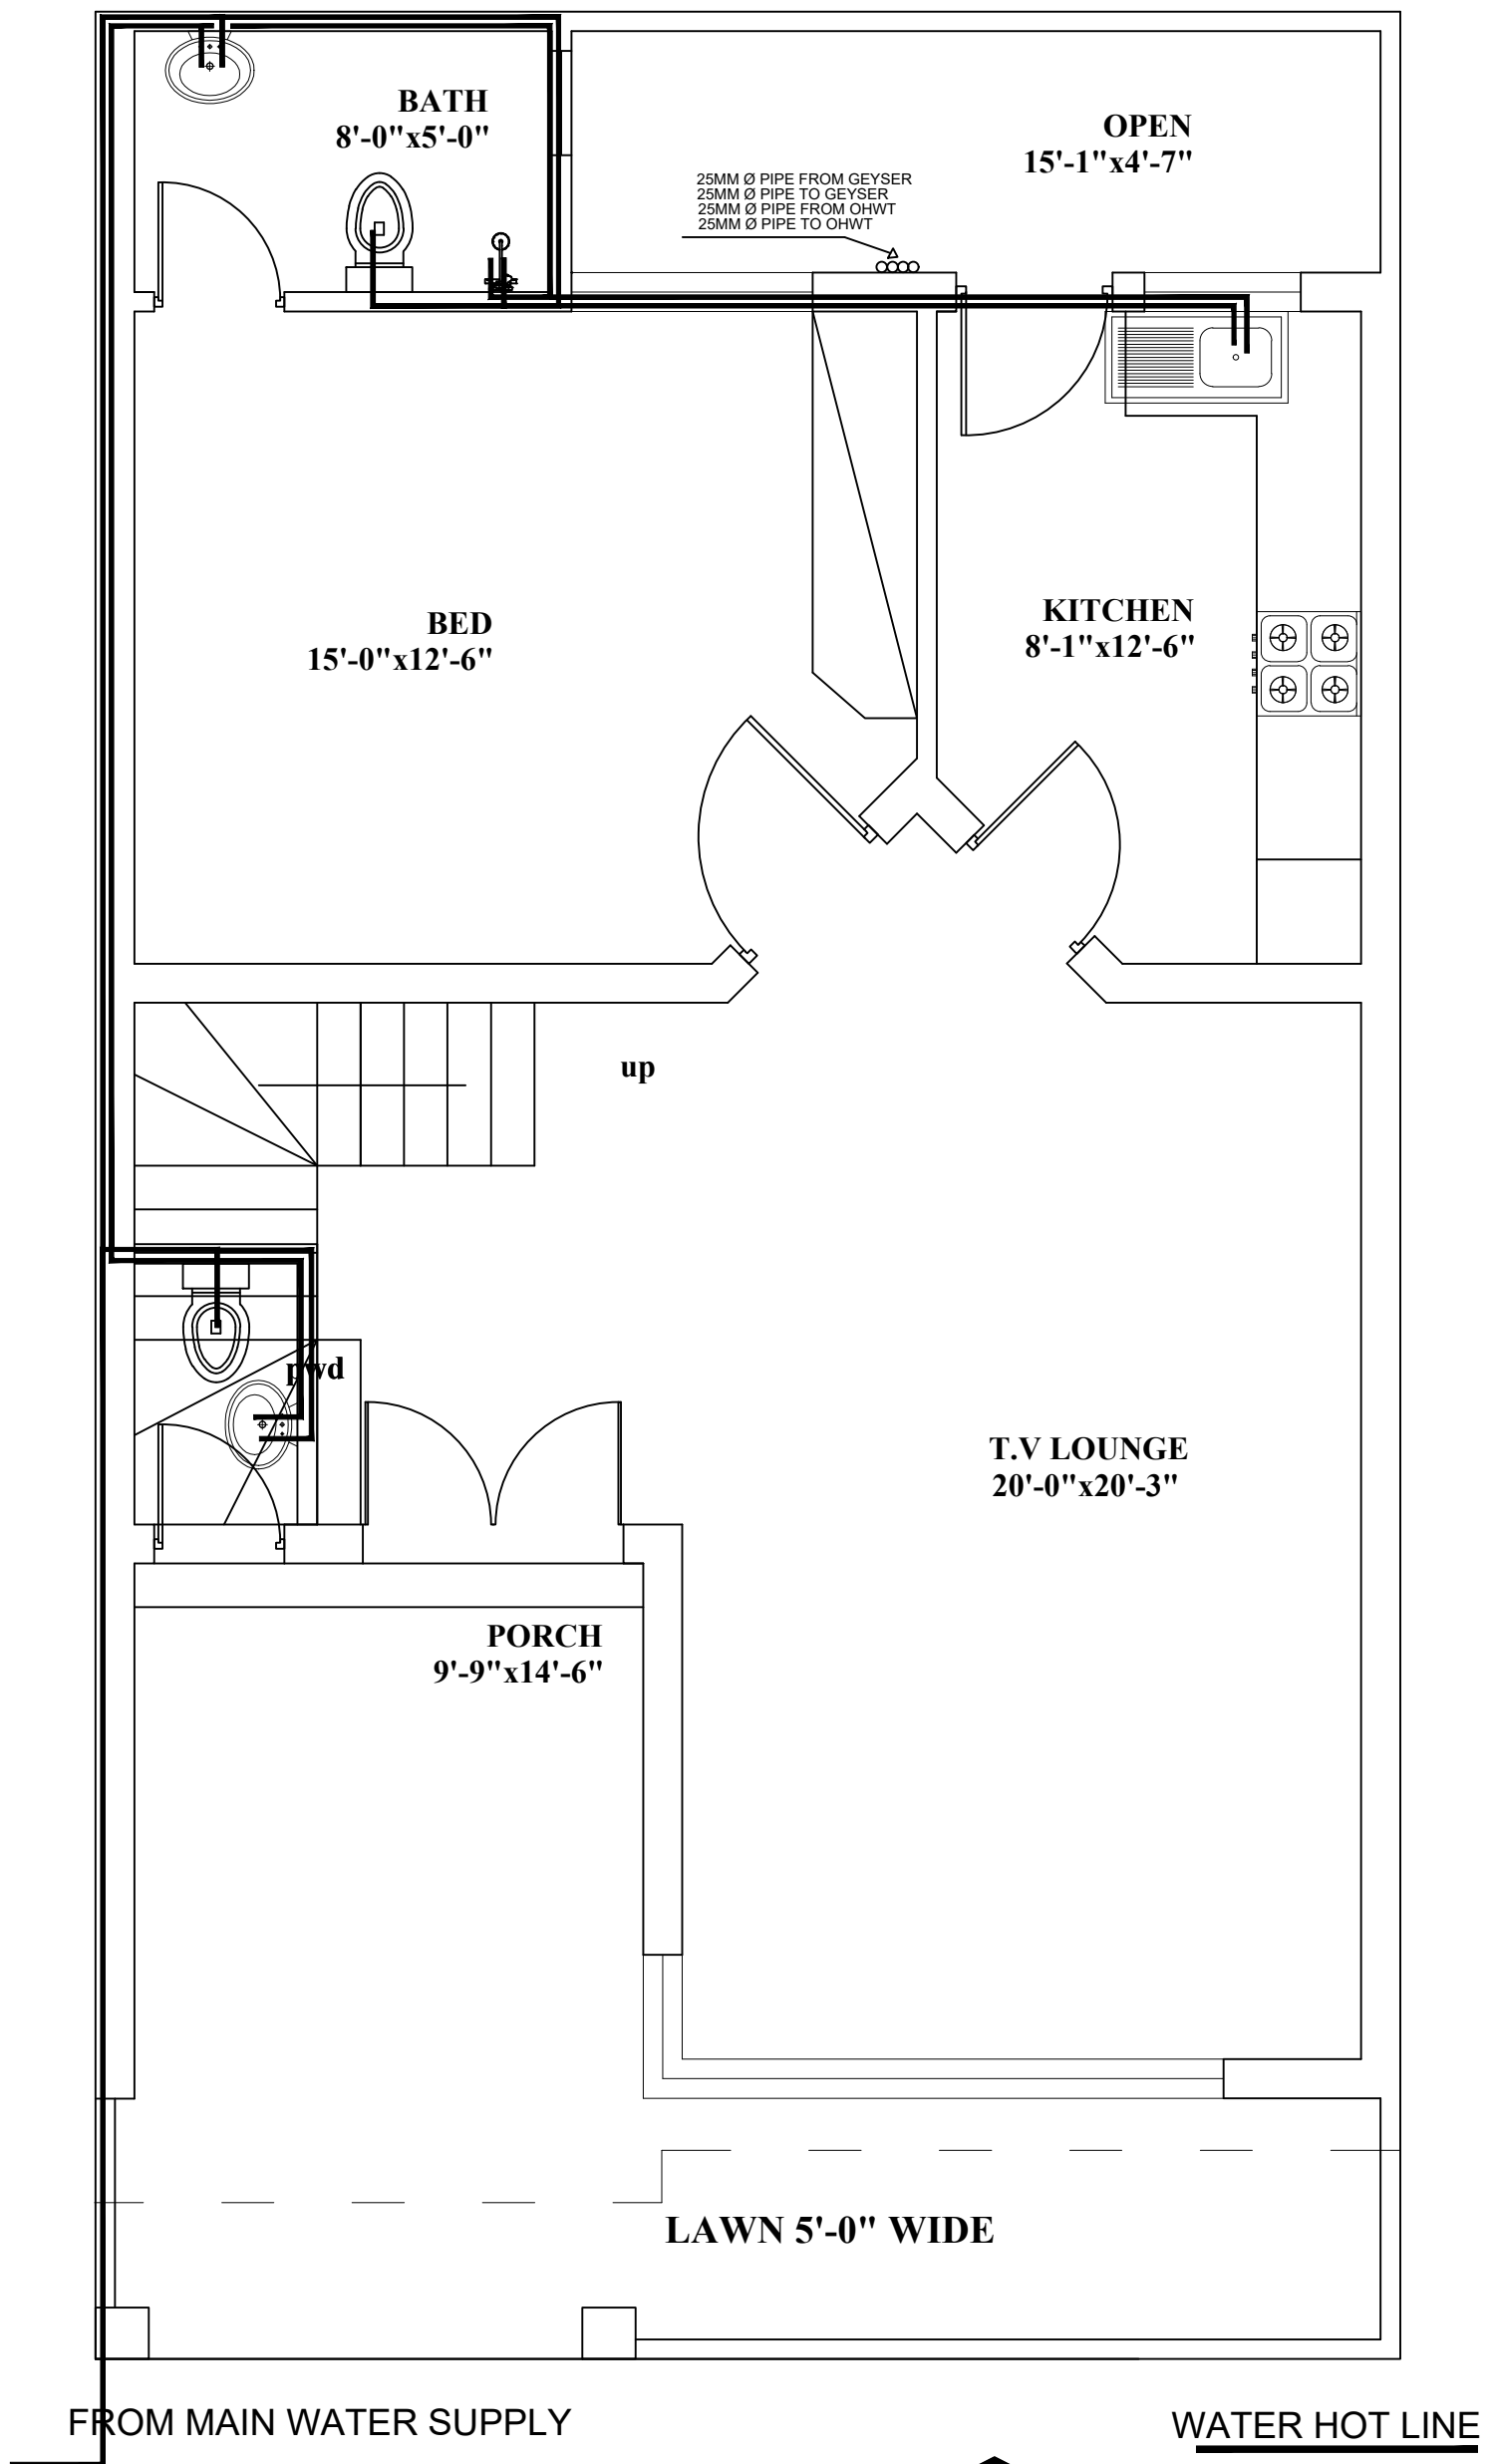 BATH
8'-0"x5'-0"
OPEN
15'-1"x4'-7"
25MM Ø PIPE FROM GEYSER
25MM Ø PIPE TO GEYSER
25MM Ø PIPE FROM OHWT
25MM Ø PIPE TO OHWT
BED
15'-0"x12'-6"
KITCHEN
8'-1"x12'-6"
up
pwd
T.V LOUNGE
20'-0"x20'-3"
PORCH
9'-9"x14'-6"
LAWN 5'-0" WIDE
FROM MAIN WATER SUPPLY
WATER HOT LINE